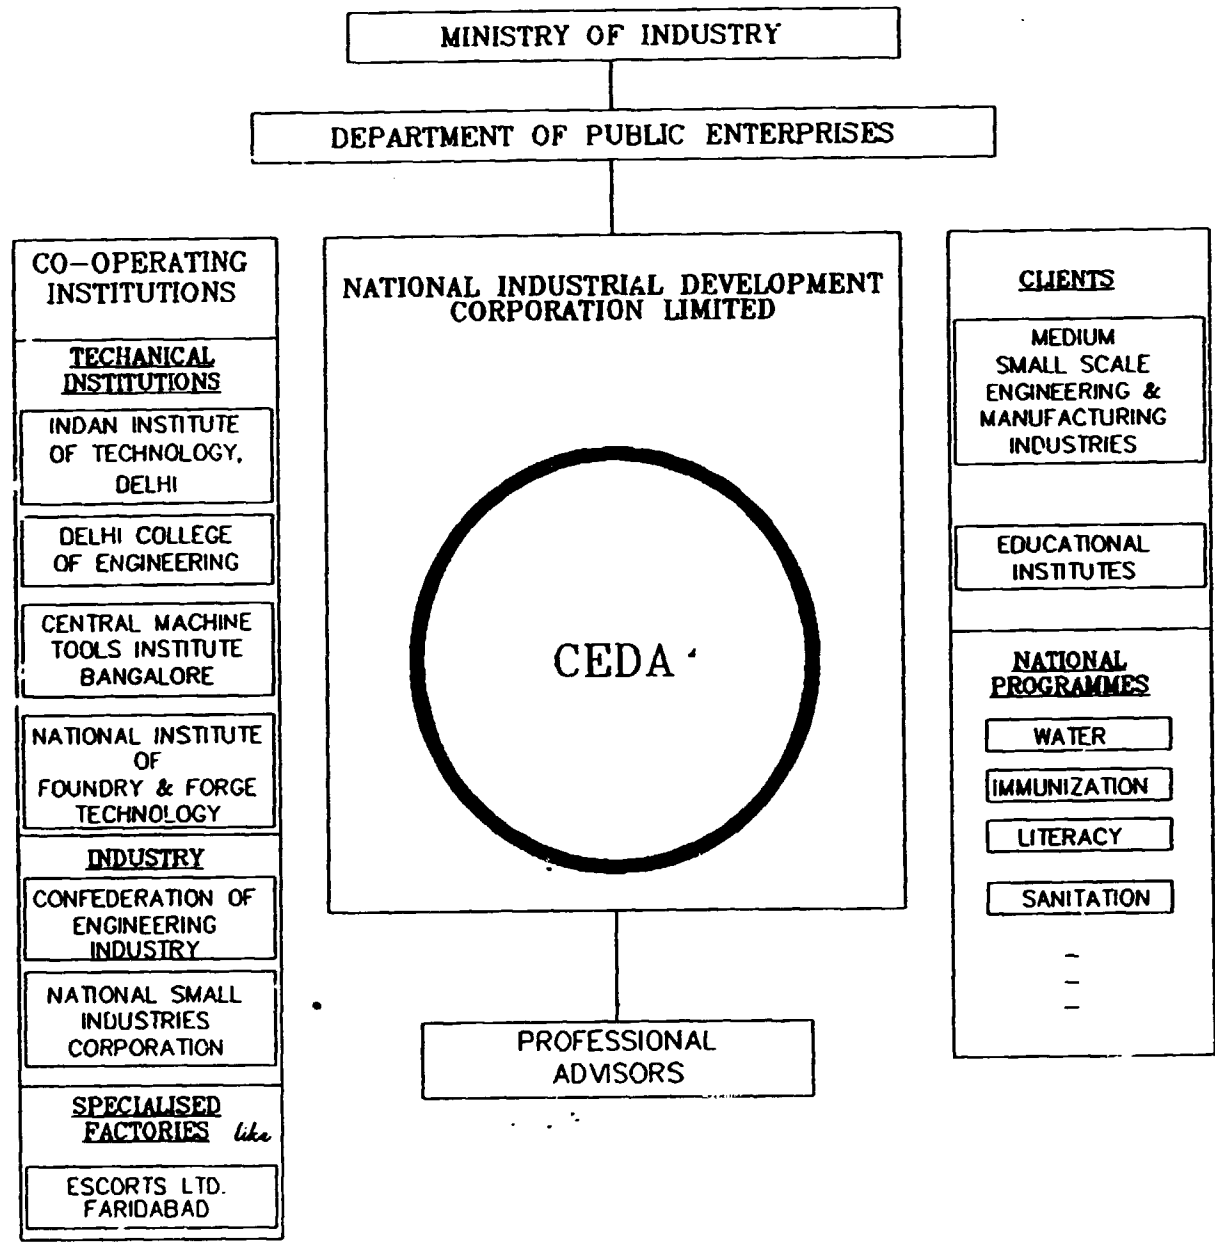 MINISTRY OF INDUSTRY
DEPARTMENT OF PUBLIC ENTERPRISES
CO-OPERATING
INSTITUTIONS
TECHANICAL
INSTITUTIONS
INDAN INSTITUTE
OF TECHNOLOGY,
DELHI
DELHI COLLEGE
OF ENGINEERING
CENTRAL MACHINE
TOOLS INSTITUTE
BANGALORE
NATIONAL INSTITUTE
OF
FOUNDRY & FORGE
TECHNOLOGY
INDUSTRY
CONFEDERATION OF
ENGINEERING
INDUSTRY
NATIONAL SMALL
INDUSTRIES
CORPORATION
SPECIALISED
FACTORIES like
ESCORTS LTD.
FARIDABAD
NATIONAL INDUSTRIAL DEVELOPMENT
CORPORATION LIMITED
CEDA
PROFESSIONAL
ADVISORS
CLIENTS
MEDIUM
SMALL SCALE
ENGINEERING &
MANUFACTURING
INDUSTRIES
EDUCATIONAL
INSTITUTES
NATIONAL
PROGRAMMES
WATER
IMMUNIZATION
LITERACY
SANITATION
–
–
–